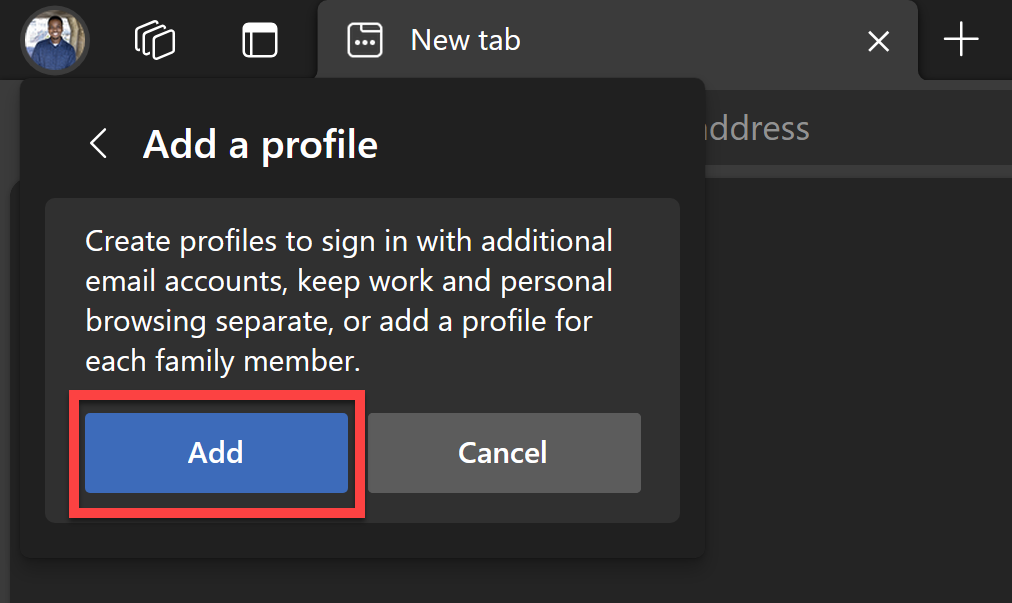 New tab
Add a profile
ddress
Create profiles to sign in with additional
email accounts, keep work and personal
browsing separate, or add a profile for
each family member.
Add
Cancel